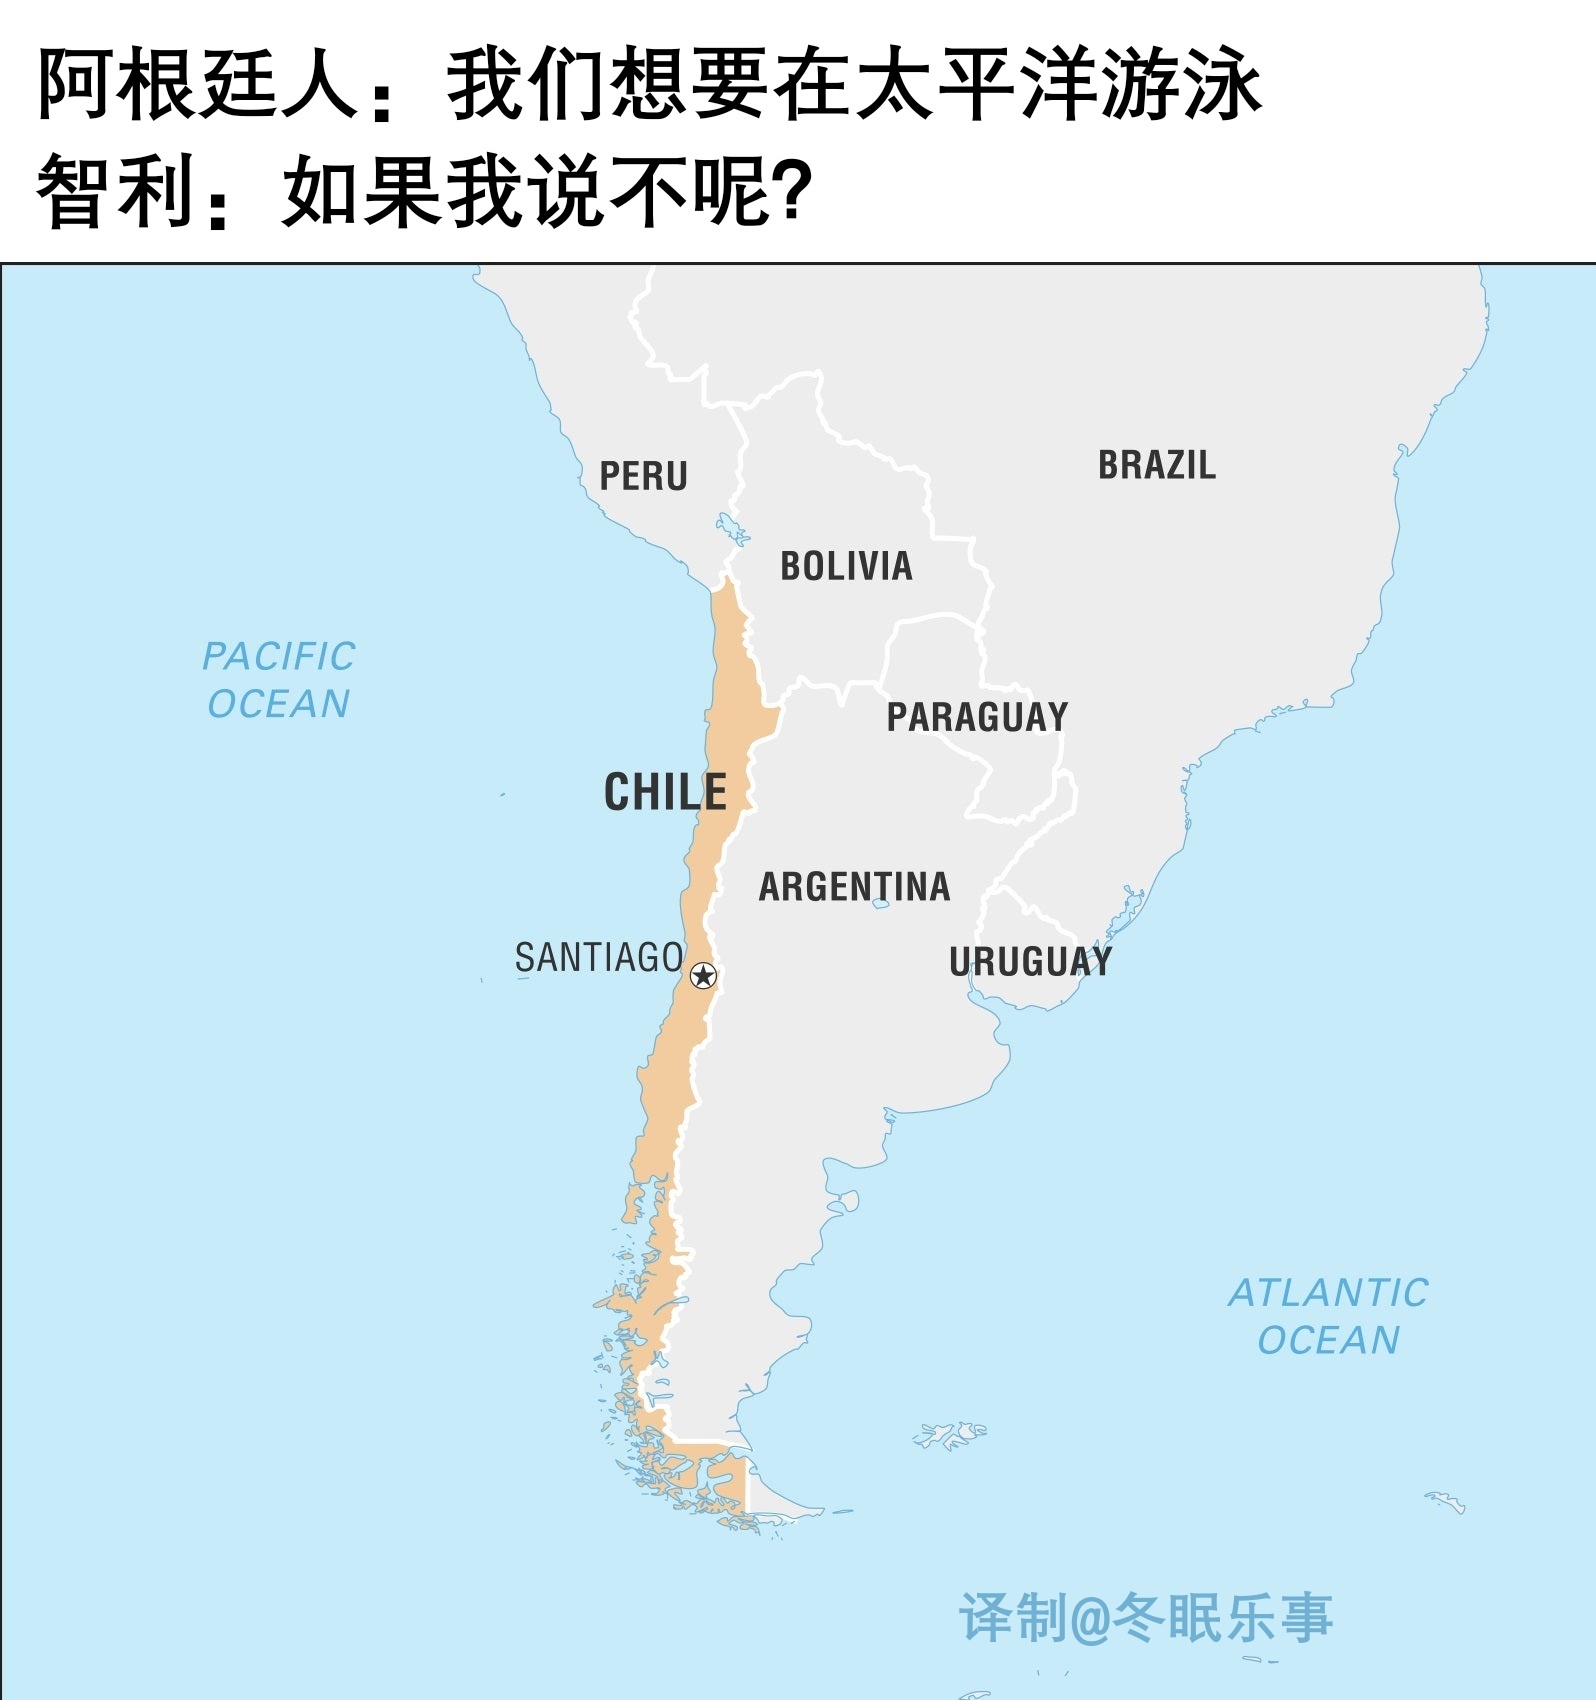 阿根廷人：我们想要在太平洋游泳
智利：如果我说不呢?
PERU
BRAZIL
BOLIVIA
PACIFIC
OCEAN
PARAGUAY
CHILE
ARGENTINA
SANTIAGO
URUGUAY
ATLANTIC
OCEAN
译制@冬眠乐事